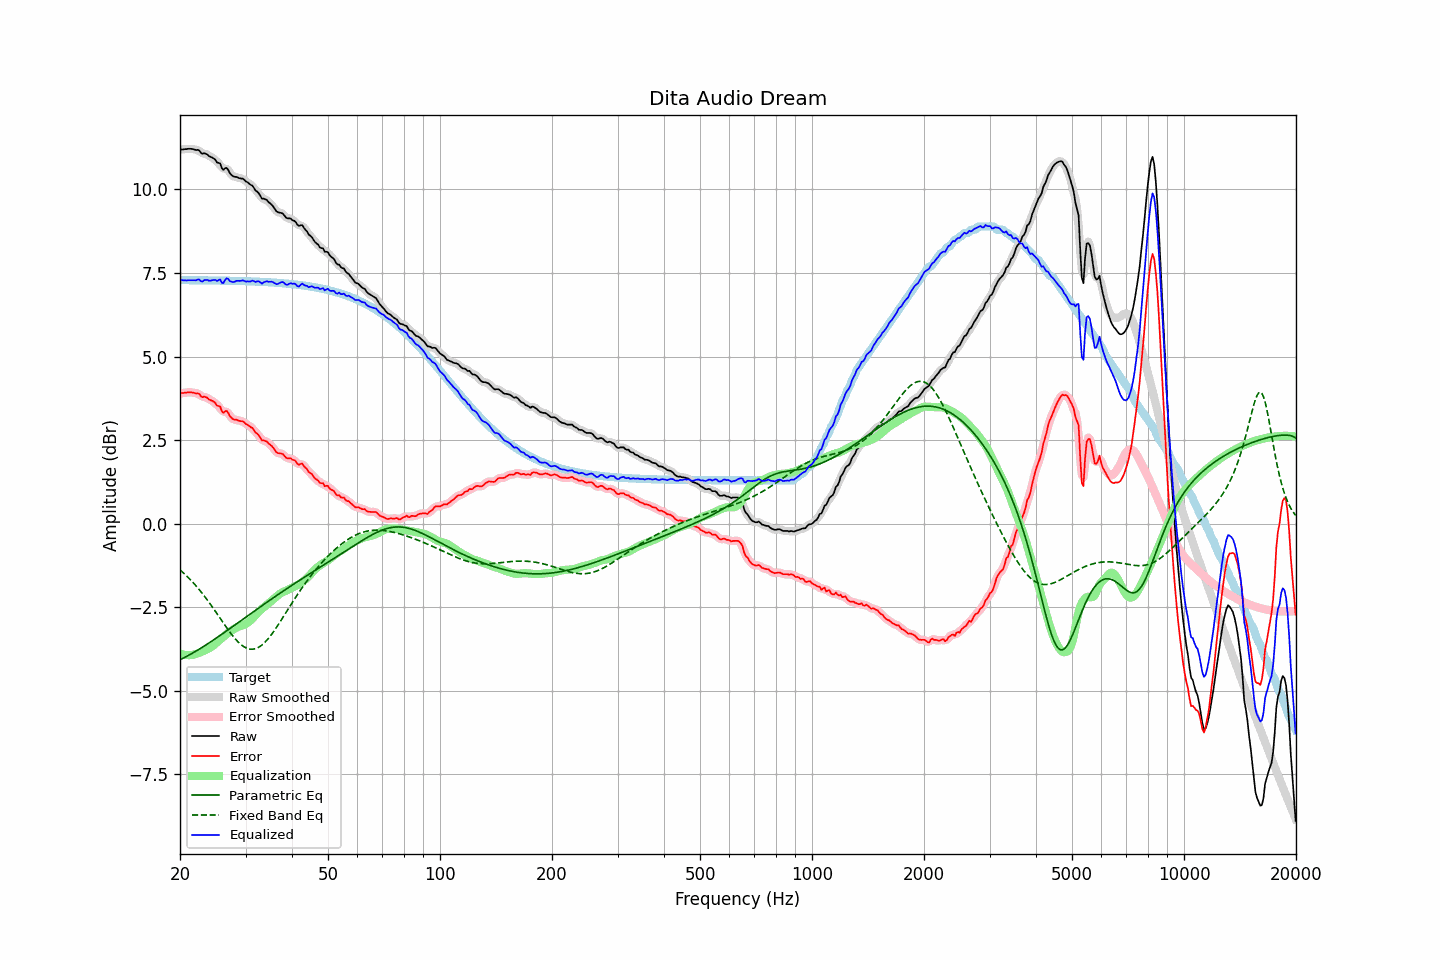 Dita Audio Dream
Amplitude (dBr)
10.0
7.5
5.0
2.5
0.0
−2.5
−5.0
−7.5
Target
Raw Smoothed
Error Smoothed
Raw
Error
Equalization
Parametric Eq
Fixed Band Eq
Equalized
20 50 100 200 500 1000 2000 5000 10000 20000
Frequency (Hz)